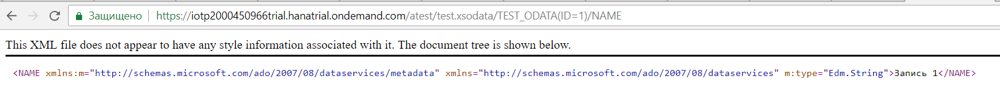 Защищено https://iotp2000450966trial.hanatrial.ondemand.com/atest/test.xsodata/TEST_ODATA(ID=1)/NAME
This XML file does not appear to have any style information associated with it. The document tree is shown below.
<NAME xmlns:m="http://schemas.microsoft.com/ado/2007/08/dataservices/metadata" xmlns="http://schemas.microsoft.com/ado/2007/08/dataservices" m:type="Edm.String">Запись 1</NAME>